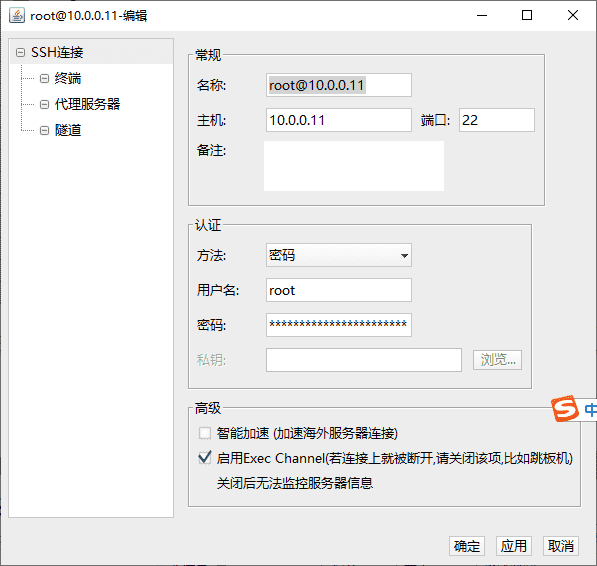 root@10.0.0.11-编辑
SSH连接
终端
代理服务器
隧道
常规
名称: root@10.0.0.11
主机: 10.0.0.11 端口: 22
备注:
认证
方法: 密码
用户名: root
密码: ***********************
私钥: 浏览...
高级
智能加速 (加速海外服务器连接)
启用Exec Channel(若连接上就被断开,请关闭该项,比如跳板机)
关闭后无法监控服务器信息
S 中
确定 应用 取消